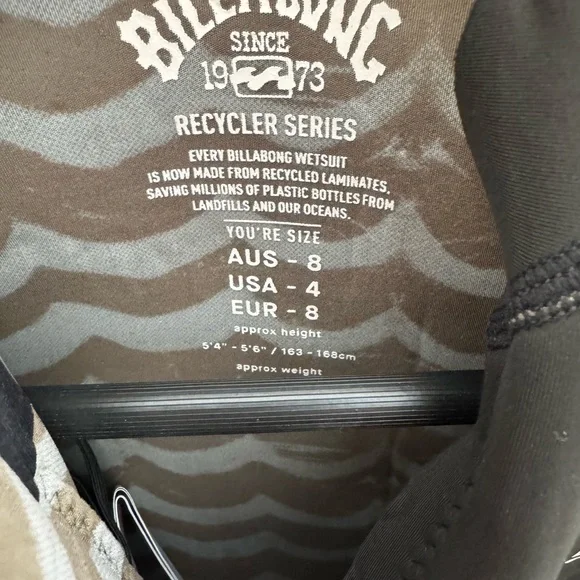 BILLABONG
SINCE
19 73
RECYCLER SERIES
EVERY BILLABONG WETSUIT
IS NOW MADE FROM RECYCLED LAMINATES,
SAVING MILLIONS OF PLASTIC BOTTLES FROM
LANDFILLS AND OUR OCEANS.
YOU'RE SIZE
AUS - 8
USA - 4
EUR - 8
approx height
5'4" - 5'6" / 163 - 168cm
approx weight